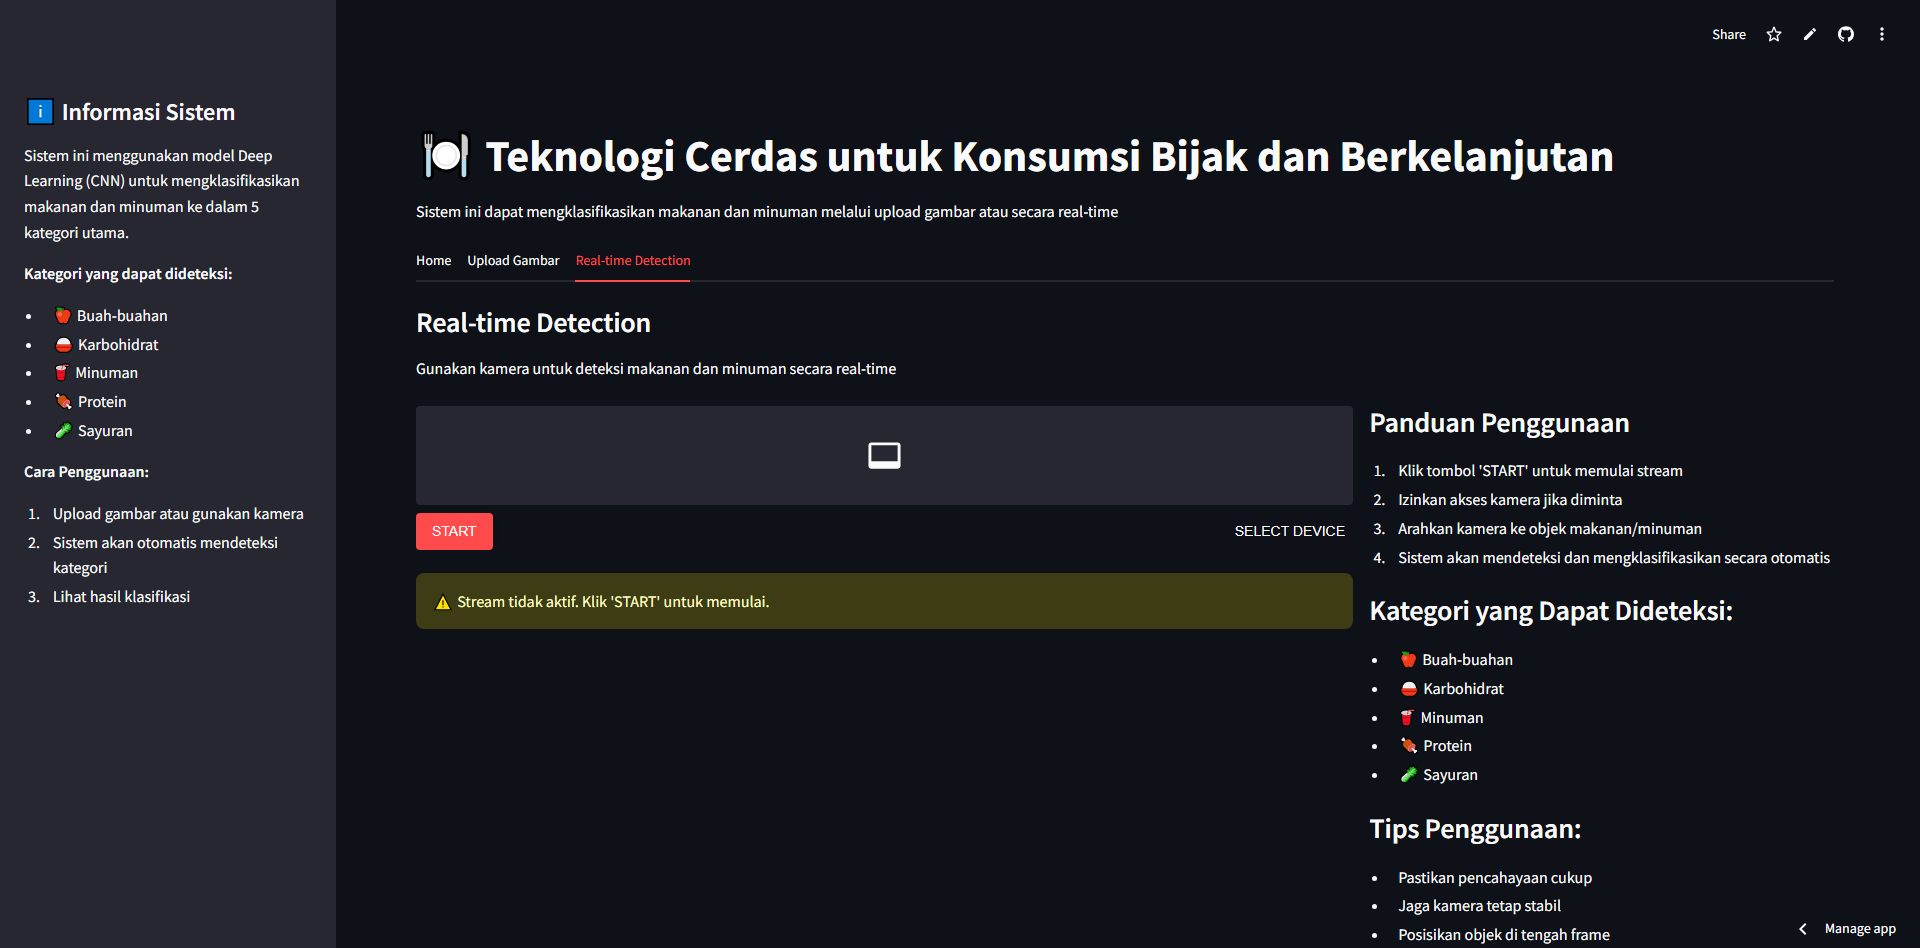 Share
Informasi Sistem
Sistem ini menggunakan model Deep
Learning (CNN) untuk mengklasifikasikan
makanan dan minuman ke dalam 5
kategori utama.
Kategori yang dapat dideteksi:
• Buah-buahan
• Karbohidrat
• Minuman
• Protein
• Sayuran
Cara Penggunaan:
1. Upload gambar atau gunakan kamera
2. Sistem akan otomatis mendeteksi
kategori
3. Lihat hasil klasifikasi
Teknologi Cerdas untuk Konsumsi Bijak dan Berkelanjutan
Sistem ini dapat mengklasifikasikan makanan dan minuman melalui upload gambar atau secara real-time
Home Upload Gambar Real-time Detection
Real-time Detection
Gunakan kamera untuk deteksi makanan dan minuman secara real-time
START SELECT DEVICE
Stream tidak aktif. Klik 'START' untuk memulai.
Panduan Penggunaan
1. Klik tombol 'START' untuk memulai stream
2. Izinkan akses kamera jika diminta
3. Arahkan kamera ke objek makanan/minuman
4. Sistem akan mendeteksi dan mengklasifikasikan secara otomatis
Kategori yang Dapat Dideteksi:
• Buah-buahan
• Karbohidrat
• Minuman
• Protein
• Sayuran
Tips Penggunaan:
• Pastikan pencahayaan cukup
• Jaga kamera tetap stabil
• Posisikan objek di tengah frame
Manage app